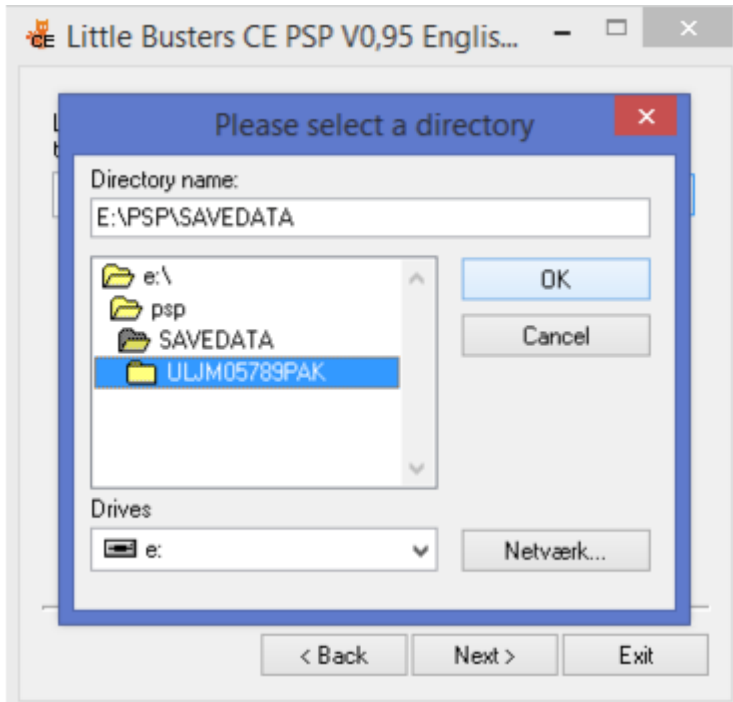 CE Little Busters CE PSP V0,95 Englis...
Please select a directory
Directory name:
E:\PSP\SAVEDATA
e:\
OK
psp
SAVEDATA
Cancel
ULJM05789PAK
Drives
e:
Netværk...
< Back
Next >
Exit